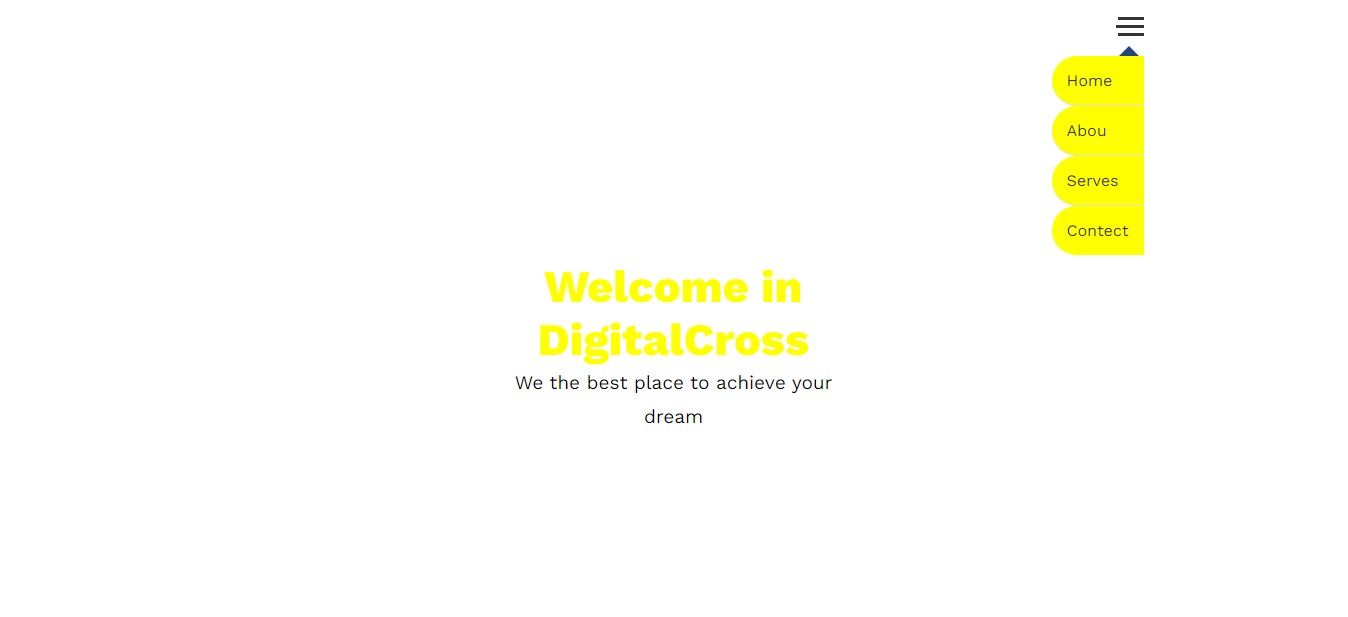 Home
Abou
Serves
Contect
Welcome in
DigitalCross
We the best place to achieve your
dream